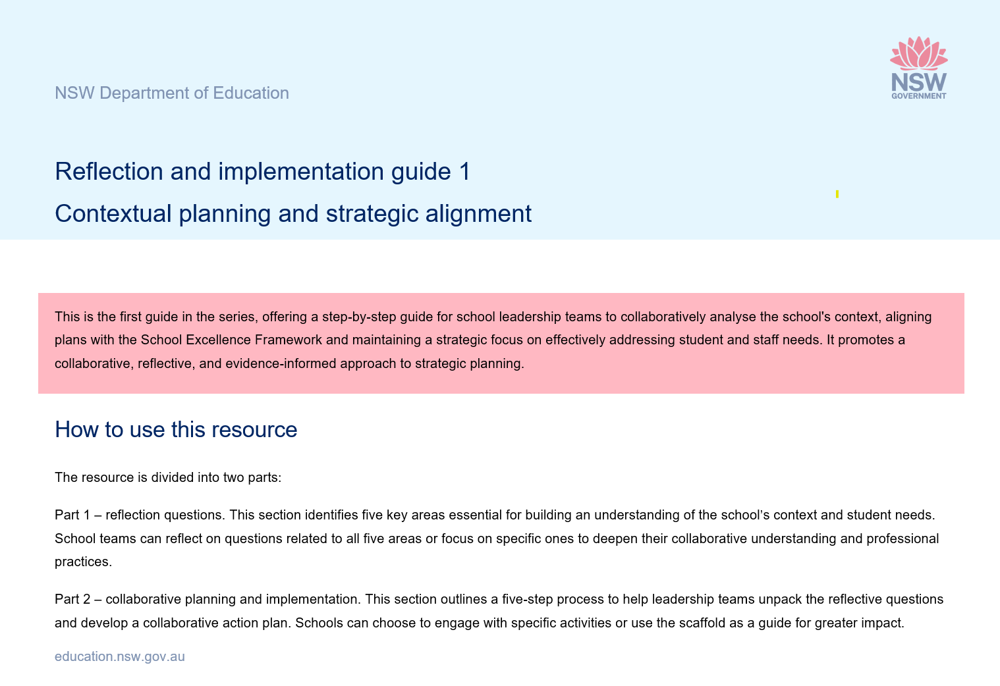 NSW Department of Education
NSW
GOVERNMENT
Reflection and implementation guide 1
Contextual planning and strategic alignment
This is the first guide in the series, offering a step-by-step guide for school leadership teams to collaboratively analyse the school's context, aligning
plans with the School Excellence Framework and maintaining a strategic focus on effectively addressing student and staff needs. It promotes a
collaborative, reflective, and evidence-informed approach to strategic planning.
How to use this resource
The resource is divided into two parts:
Part 1 – reflection questions. This section identifies five key areas essential for building an understanding of the school’s context and student needs.
School teams can reflect on questions related to all five areas or focus on specific ones to deepen their collaborative understanding and professional
practices.
Part 2 – collaborative planning and implementation. This section outlines a five-step process to help leadership teams unpack the reflective questions
and develop a collaborative action plan. Schools can choose to engage with specific activities or use the scaffold as a guide for greater impact.
education.nsw.gov.au